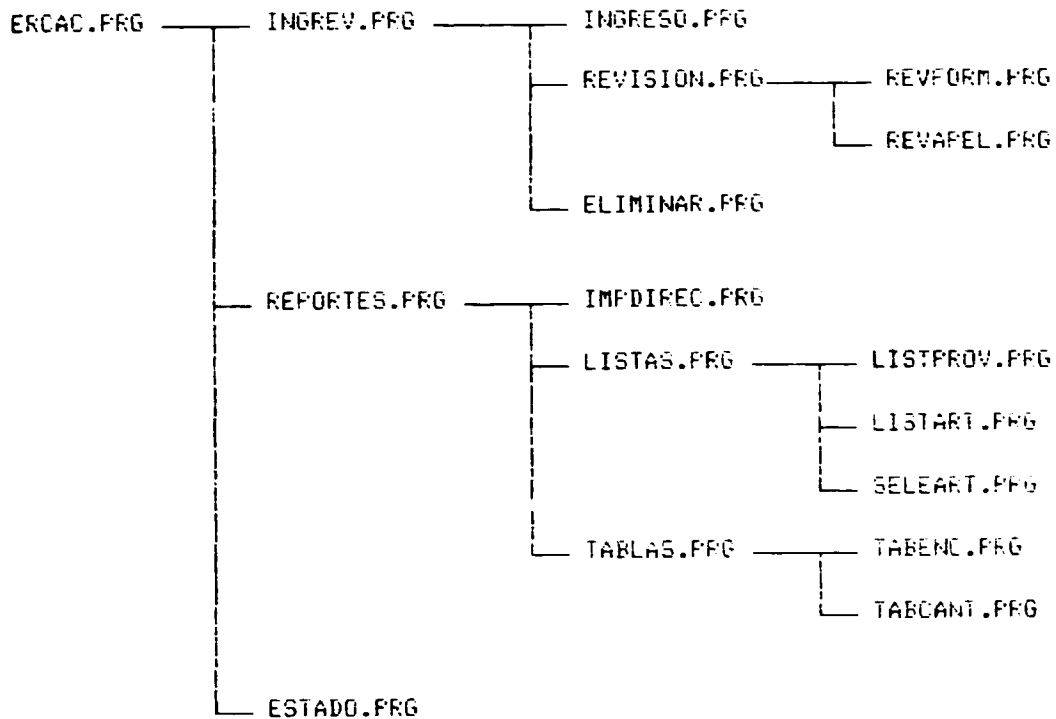 ERCAC.PRG INGREV.PRG INGRESO.PRG
REVISION.PRG REVFORM.PRG
REVAPEL.PRG
ELIMINAR.PRG
REPORTES.PRG IMPDIREC.PRG
LISTAS.PRG LISTPROV.PRG
LISTART.PRG
SELEART.PRG
TABLAS.PRG TABENC.PRG
TABCANT.PRG
ESTADO.PRG